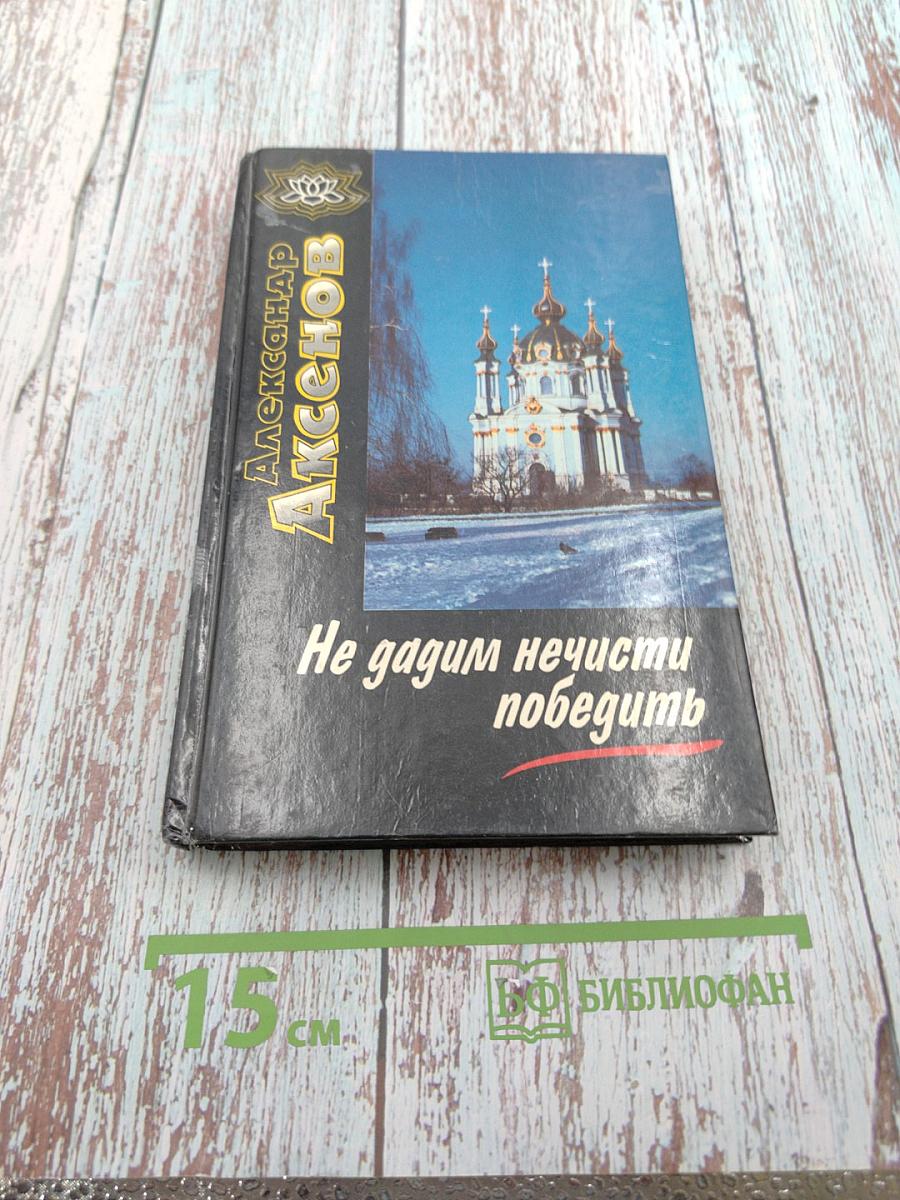 Александр
Аксенов
Не дадим нечисти
победить
15 см
БФ БИБЛИОФАН